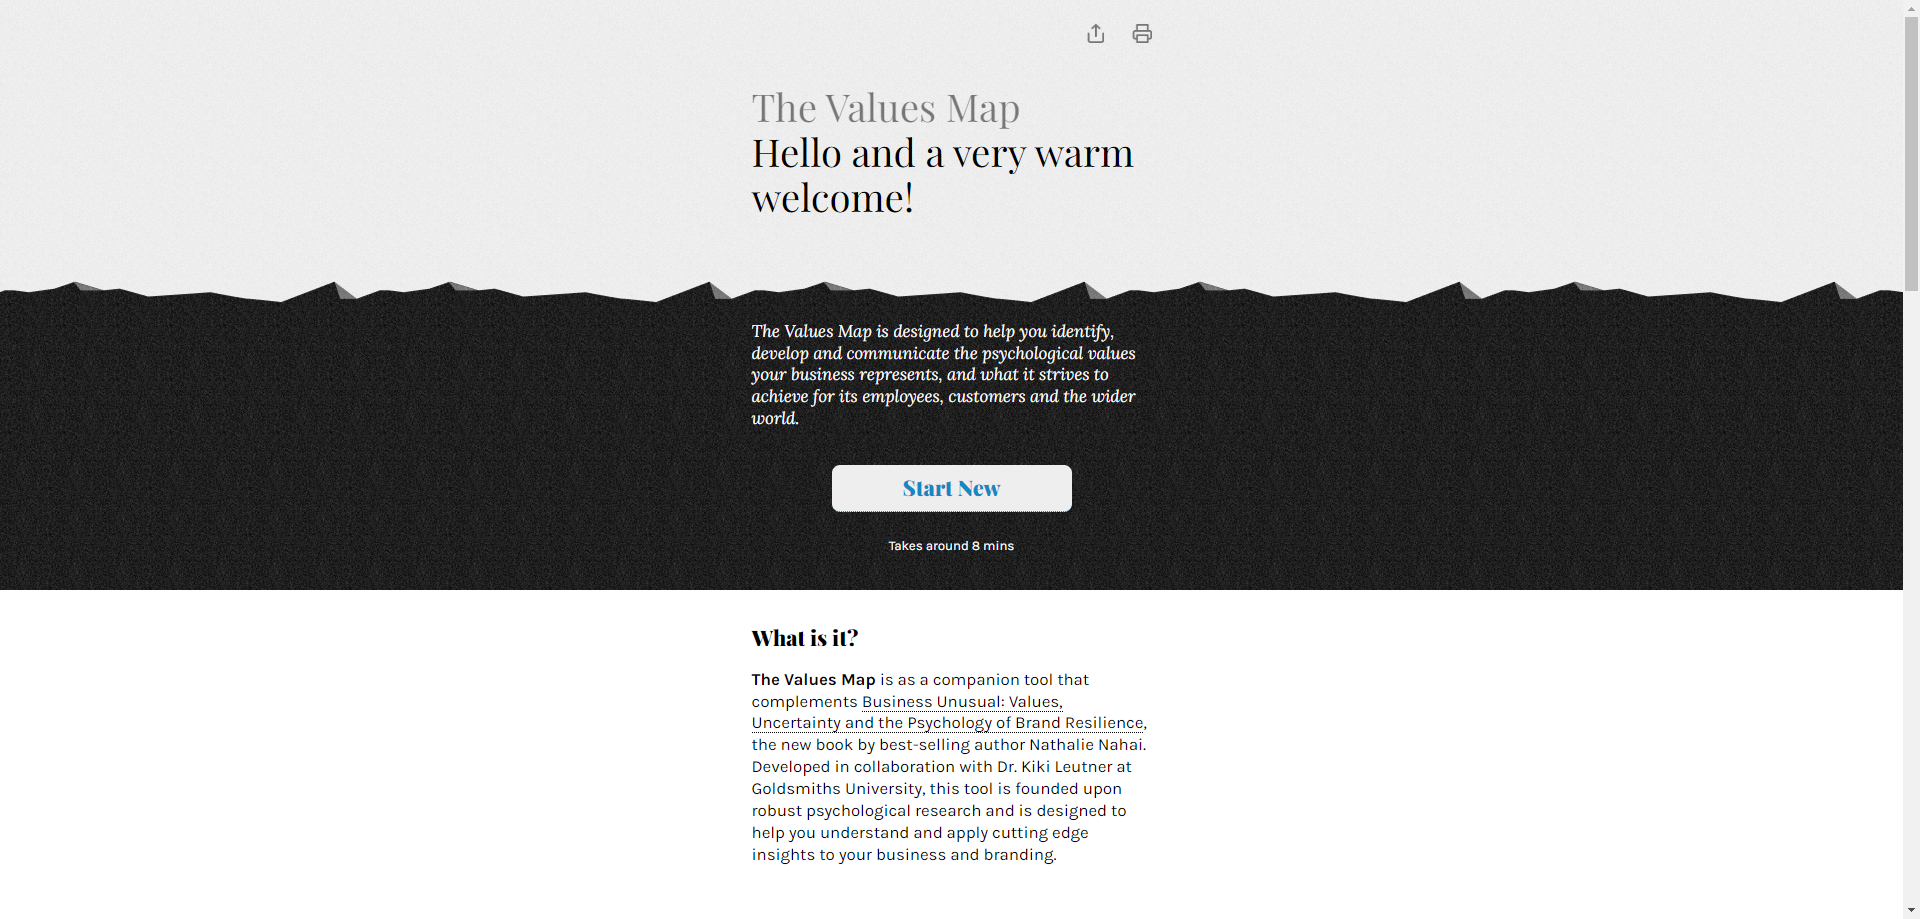 The Values Map
Hello and a very warm
welcome!
The Values Map is designed to help you identify,
develop and communicate the psychological values
your business represents, and what it strives to
achieve for its employees, customers and the wider
world.
Start New
Takes around 8 mins
What is it?
The Values Map is as a companion tool that
complements Business Unusual: Values,
Uncertainty and the Psychology of Brand Resilience,
the new book by best-selling author Nathalie Nahai.
Developed in collaboration with Dr. Kiki Leutner at
Goldsmiths University, this tool is founded upon
robust psychological research and is designed to
help you understand and apply cutting edge
insights to your business and branding.